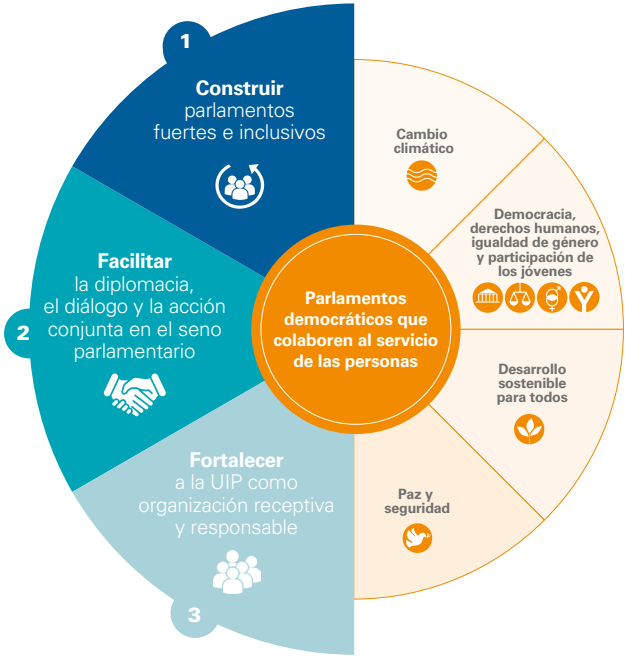 1
Construir
parlamentos
fuertes e inclusivos
2
Facilitar
la diplomacia,
el diálogo y la acción
conjunta en el seno
parlamentario
3
Fortalecer
a la UIP como
organización receptiva
y responsable
Parlamentos
democráticos que
colaboren al servicio
de las personas
Cambio
climático
Democracia,
derechos humanos,
igualdad de género
y participación de
los jóvenes
Desarrollo
sostenible
para todos
Paz y
seguridad